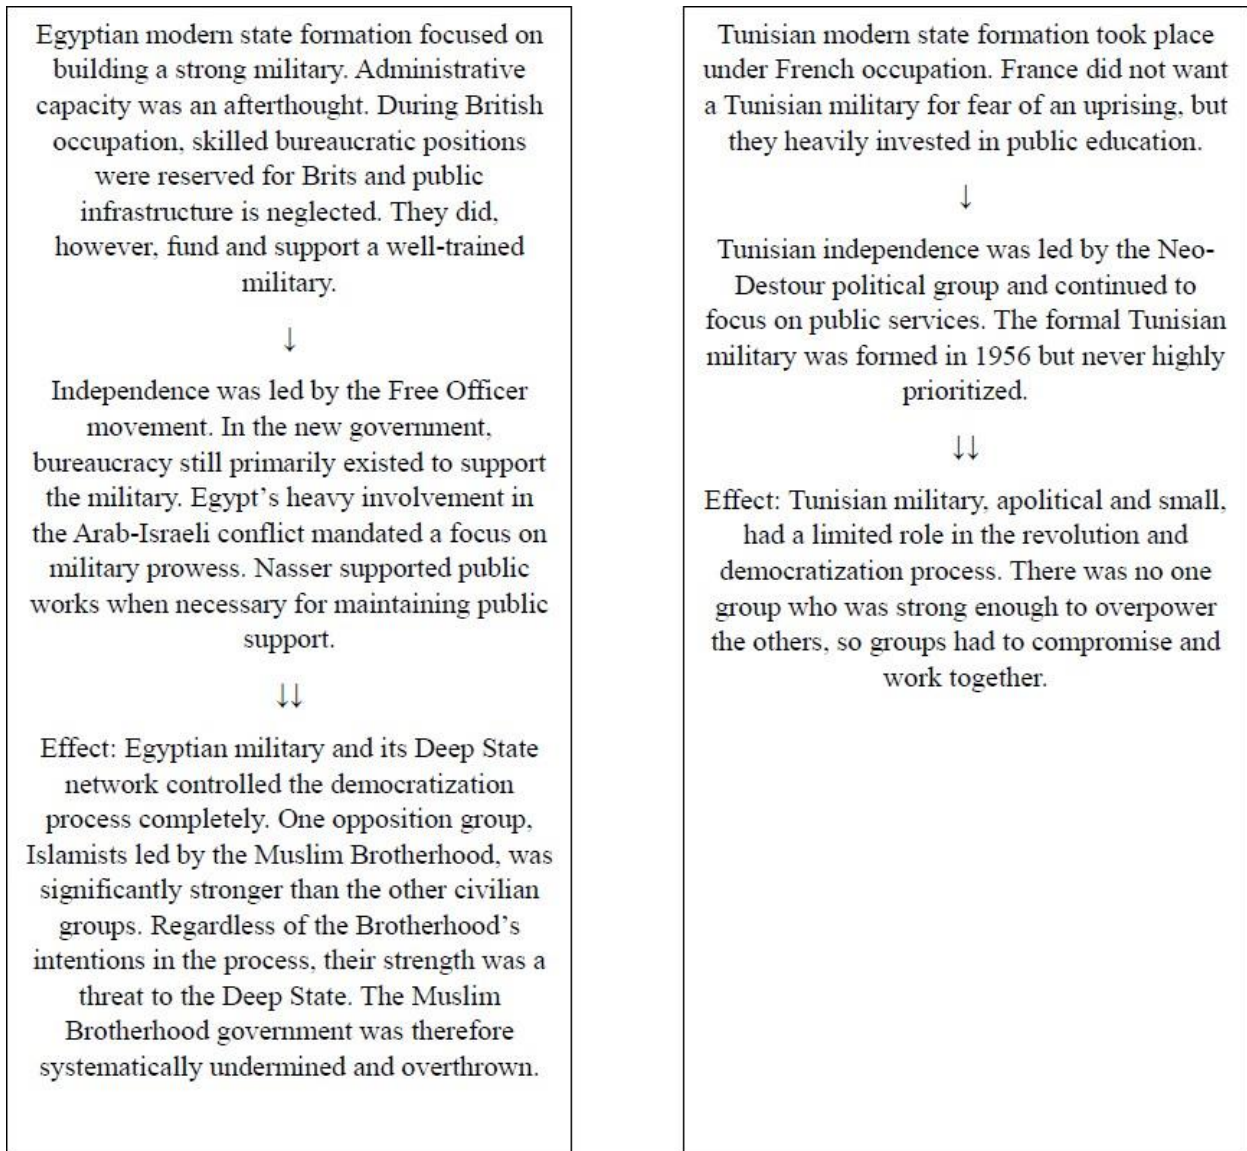 Egyptian modern state formation focused on
building a strong military. Administrative
capacity was an afterthought. During British
occupation, skilled bureaucratic positions
were reserved for Brits and public
infrastructure is neglected. They did,
however, fund and support a well-trained
military.
↓
Independence was led by the Free Officer
movement. In the new government,
bureaucracy still primarily existed to support
the military. Egypt’s heavy involvement in
the Arab-Israeli conflict mandated a focus on
military prowess. Nasser supported public
works when necessary for maintaining public
support.
↓↓
Effect: Egyptian military and its Deep State
network controlled the democratization
process completely. One opposition group,
Islamists led by the Muslim Brotherhood, was
significantly stronger than the other civilian
groups. Regardless of the Brotherhood’s
intentions in the process, their strength was a
threat to the Deep State. The Muslim
Brotherhood government was therefore
systematically undermined and overthrown.
Tunisian modern state formation took place
under French occupation. France did not want
a Tunisian military for fear of an uprising, but
they heavily invested in public education.
↓
Tunisian independence was led by the Neo-
Destour political group and continued to
focus on public services. The formal Tunisian
military was formed in 1956 but never highly
prioritized.
↓↓
Effect: Tunisian military, apolitical and small,
had a limited role in the revolution and
democratization process. There was no one
group who was strong enough to overpower
the others, so groups had to compromise and
work together.